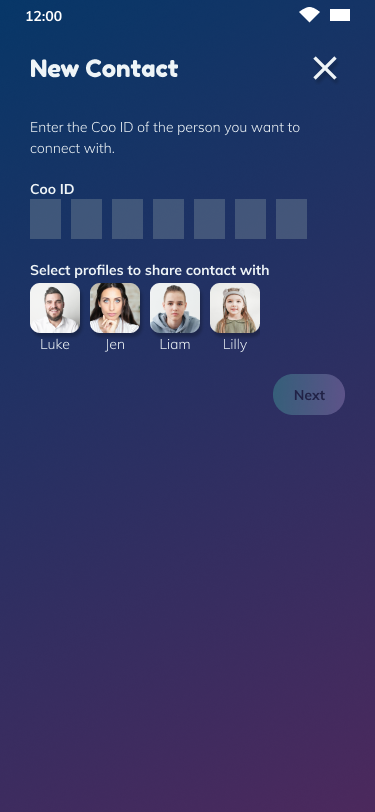 12:00
New Contact
Enter the Coo ID of the person you want to
connect with.
Coo ID
Select profiles to share contact with
Luke Jen Liam Lilly
Next